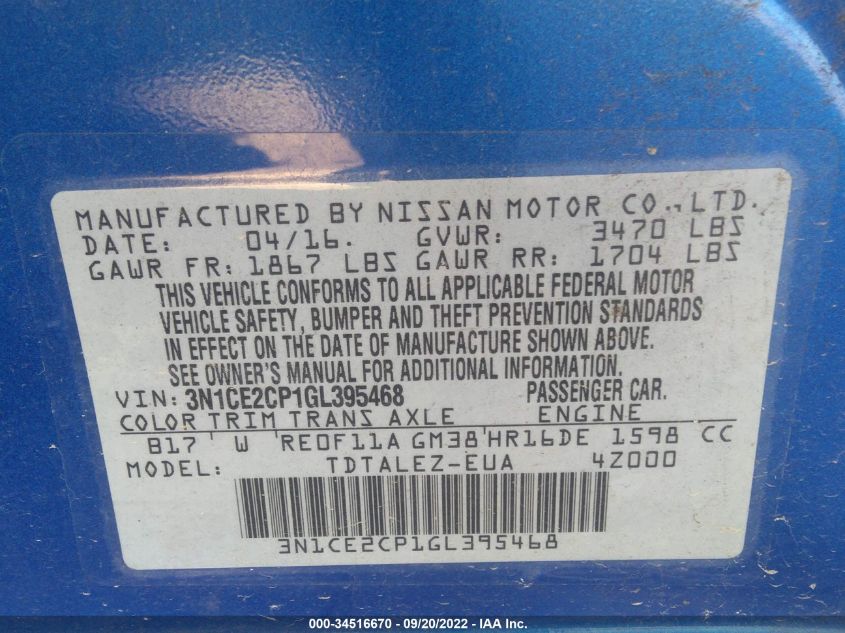 MANUFACTURED BY NISSAN MOTOR CO., LTD.
DATE: 04/16. GVWR: 3470 LBS
GAWR FR: 1867 LBS GAWR RR: 1704 LBS
THIS VEHICLE CONFORMS TO ALL APPLICABLE FEDERAL MOTOR
VEHICLE SAFETY, BUMPER AND THEFT PREVENTION STANDARDS
IN EFFECT ON THE DATE OF MANUFACTURE SHOWN ABOVE.
SEE OWNER'S MANUAL FOR ADDITIONAL INFORMATION.
VIN: 3N1CE2CP1GL395468 PASSENGER CAR.
COLOR TRIM TRANS AXLE ENGINE
B17 W RE0F11A GM38 HR16DE 1598 CC
MODEL: TDTALEZ-EUA 4Z000
3N1CE2CP1GL395468
000-34516670 - 09/20/2022 - IAA Inc.